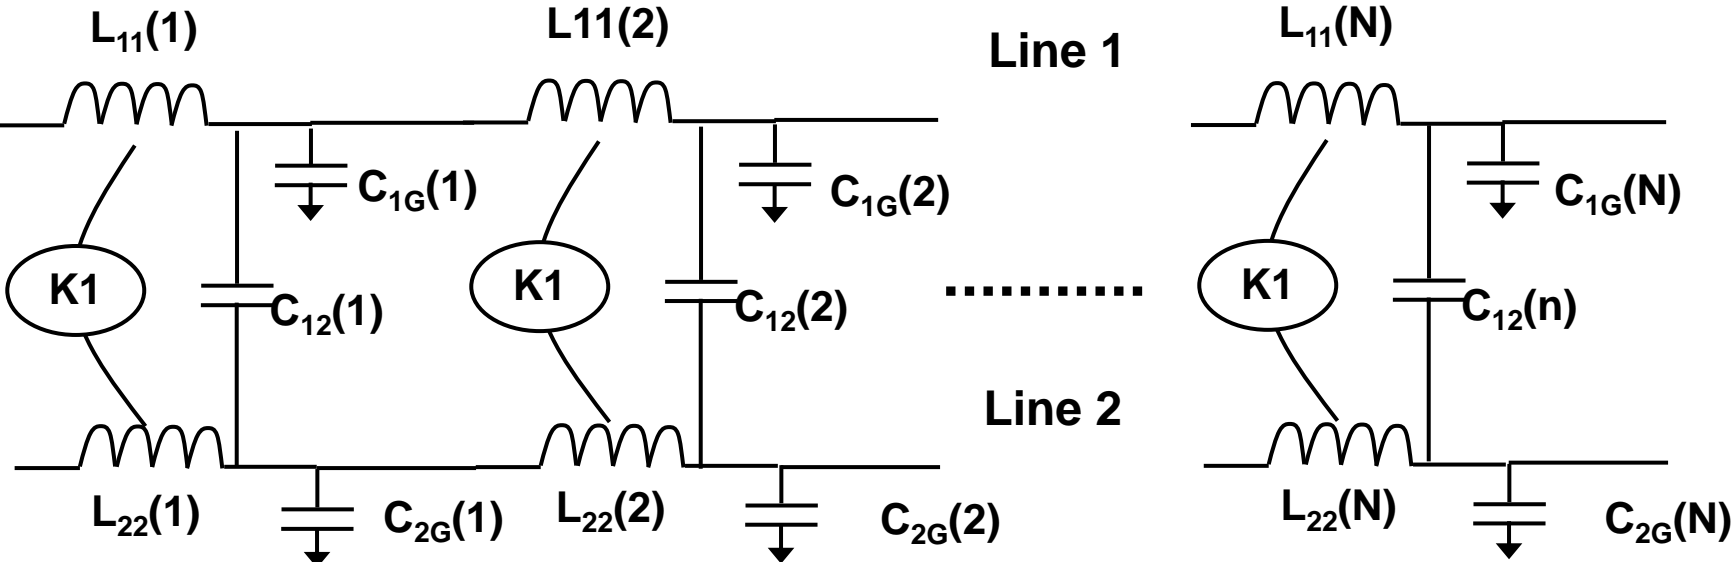 L₁₁(1)
L11(2)
Line 1
L₁₁(N)
C₁G(1)
C₁G(2)
C₁G(N)
K1
K1
K1
C₁₂(1)
C₁₂(2)
...........
C₁₂(n)
Line 2
L₂₂(1)
C₂G(1)
L₂₂(2)
C₂G(2)
L₂₂(N)
C₂G(N)